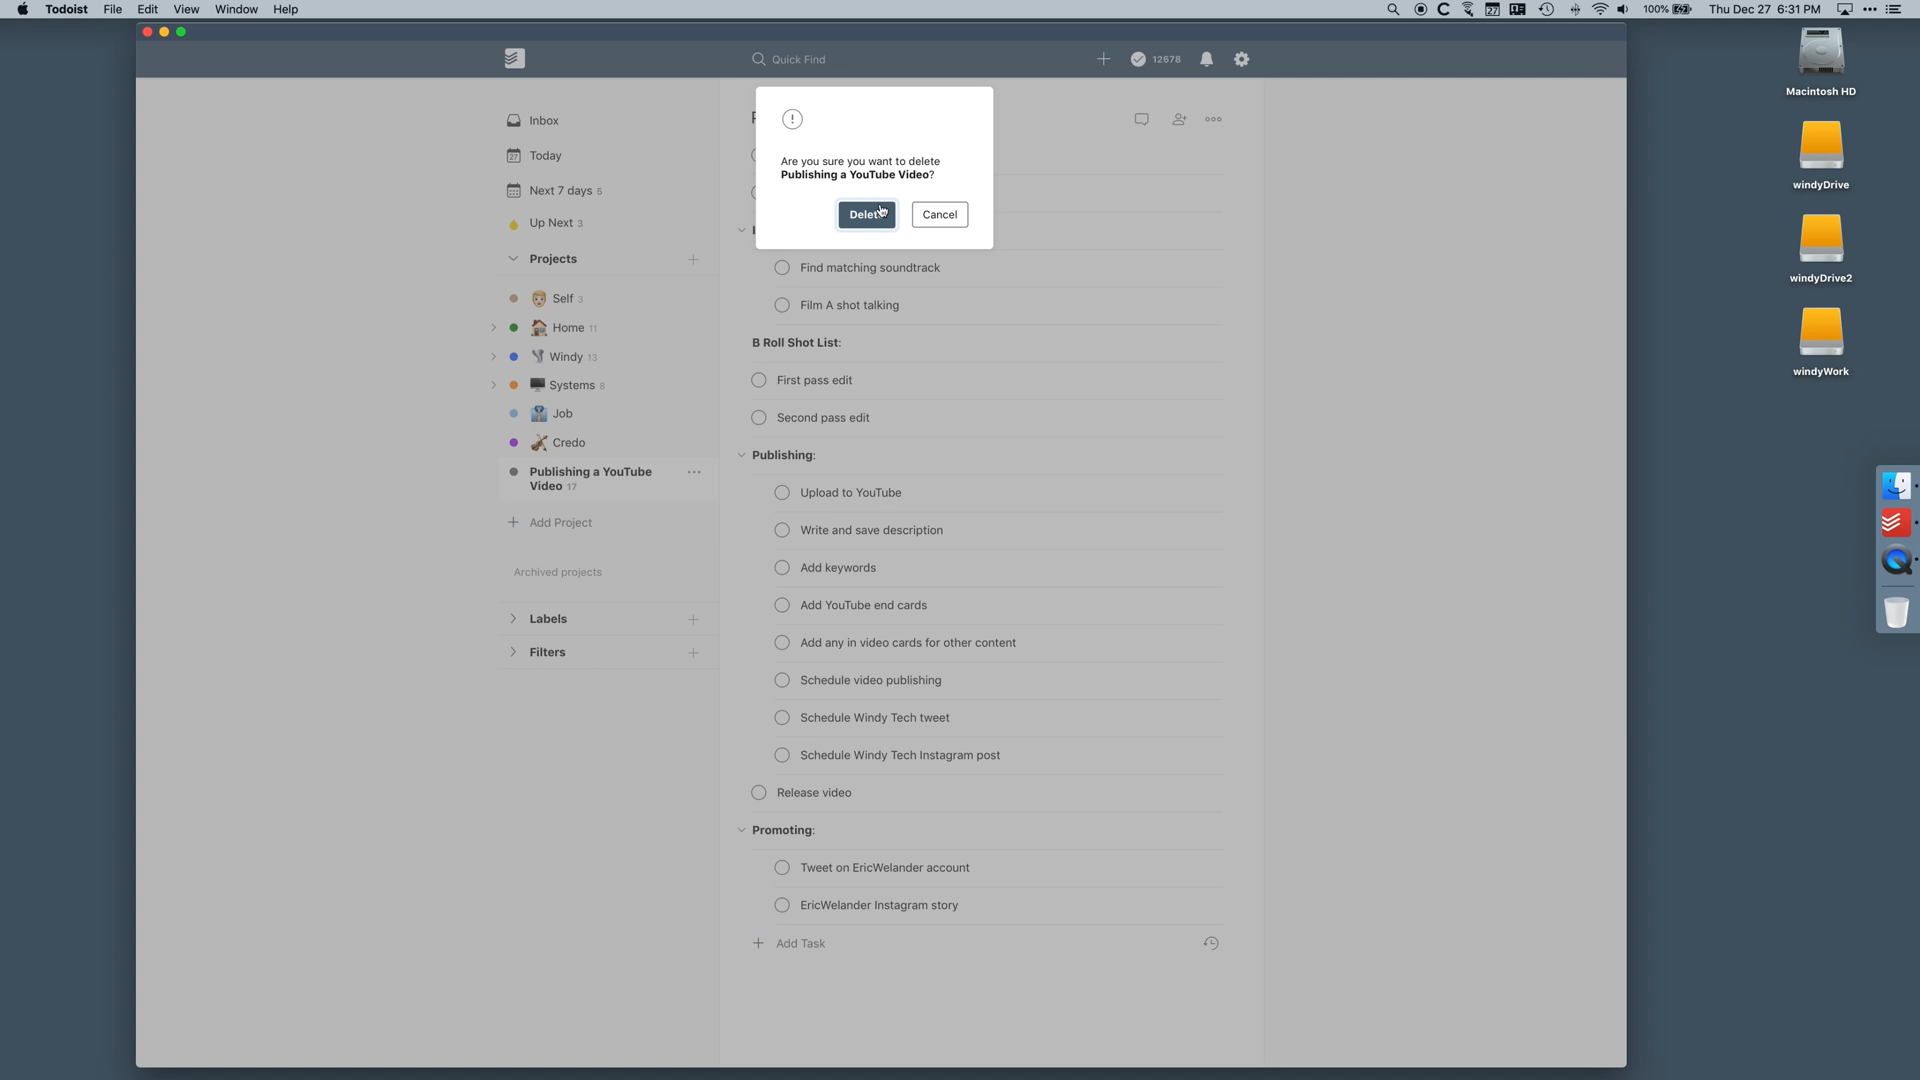 Todoist File Edit View Window Help
27
100%
Thu Dec 27 6:31 PM
Quick Find
12678
Macintosh HD
windyDrive
windyDrive2
windyWork
Inbox
27 Today
Next 7 days 5
Up Next 3
Projects
Self 3
Home 11
Windy 13
Systems 8
Job
Credo
Publishing a YouTube
Video 17
Add Project
Archived projects
Labels
Filters
Are you sure you want to delete
Publishing a YouTube Video?
Delete
Cancel
Find matching soundtrack
Film A shot talking
B Roll Shot List:
First pass edit
Second pass edit
Publishing:
Upload to YouTube
Write and save description
Add keywords
Add YouTube end cards
Add any in video cards for other content
Schedule video publishing
Schedule Windy Tech tweet
Schedule Windy Tech Instagram post
Release video
Promoting:
Tweet on EricWelander account
EricWelander Instagram story
Add Task